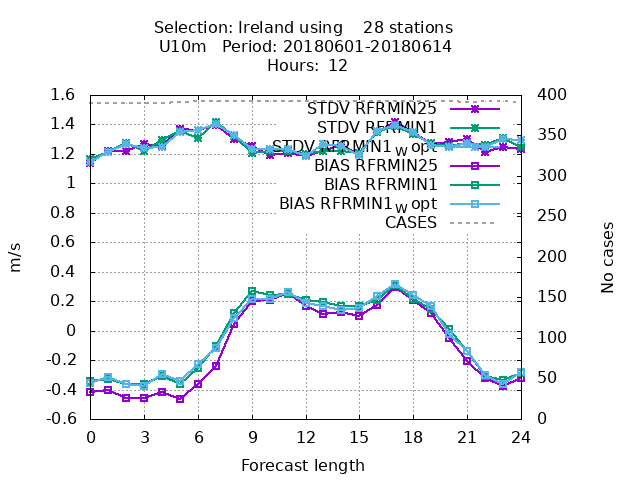 Selection: Ireland using    28 stations
U10m   Period: 20180601-20180614
Hours:  12
1.6
1.4
1.2
1
0.8
0.6
0.4
0.2
0
-0.2
-0.4
-0.6
m/s
STDV RFRMIN25
STDV RFRMIN1
STDV RFRMIN1_W opt
BIAS RFRMIN25
BIAS RFRMIN1
BIAS RFRMIN1_W opt
CASES
400
350
300
250
200
150
100
50
0
No cases
0 3 6 9 12 15 18 21 24
Forecast length